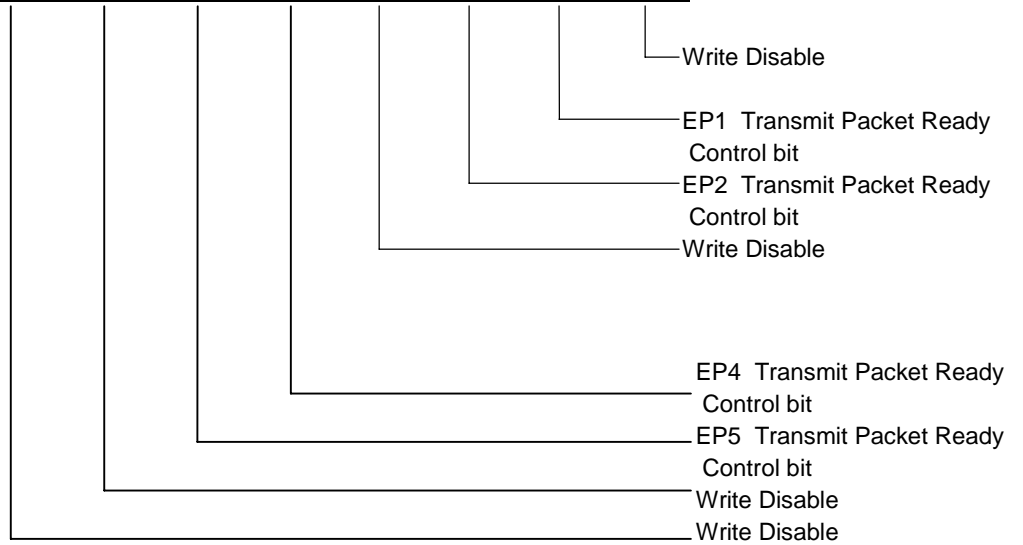 Write Disable
EP1 Transmit Packet Ready
Control bit
EP2 Transmit Packet Ready
Control bit
Write Disable
EP4 Transmit Packet Ready
Control bit
EP5 Transmit Packet Ready
Control bit
Write Disable
Write Disable